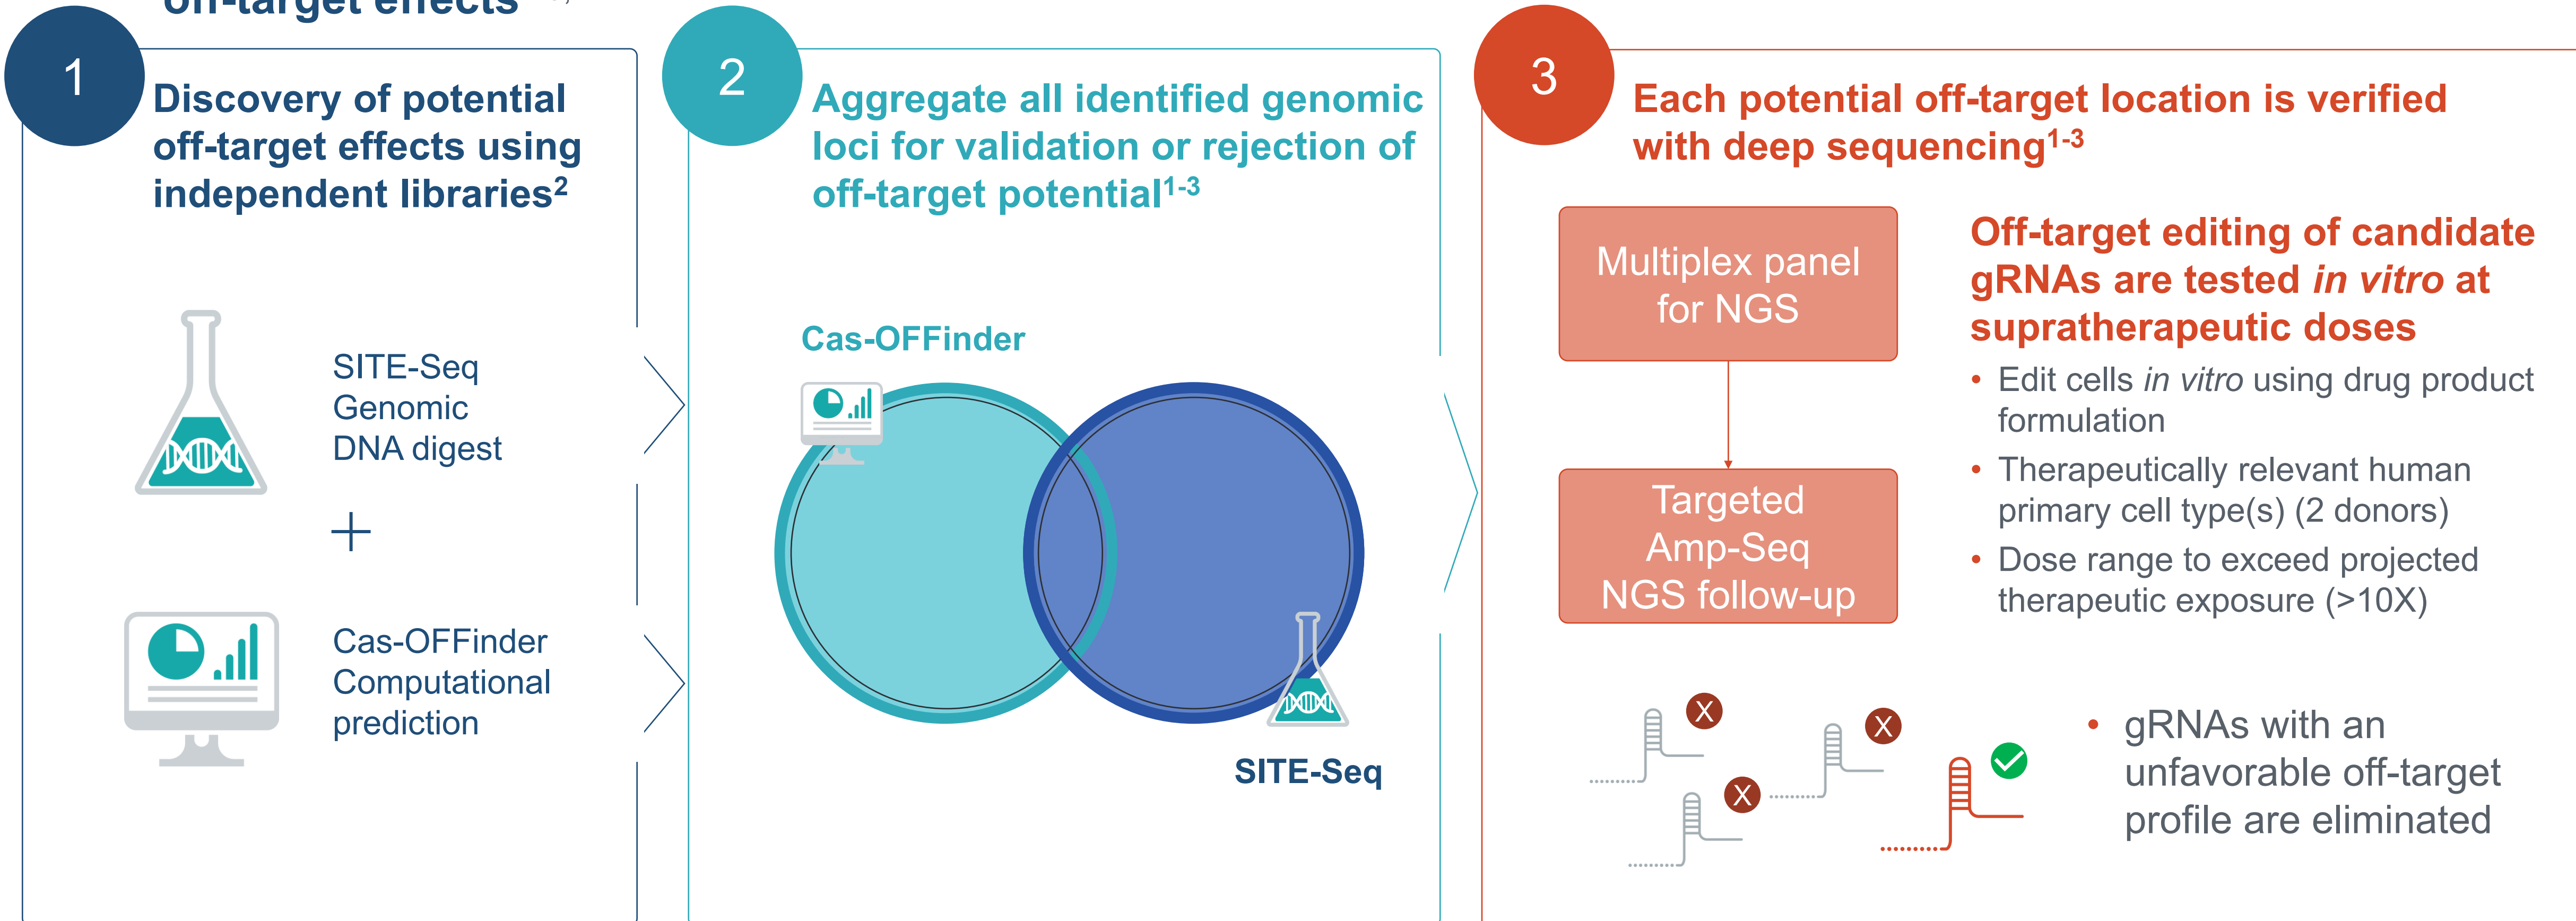 off-target effects
1
Discovery of potential
off-target effects using
independent libraries2
SITE-Seq
Genomic
DNA digest
+
Cas-OFFinder
Computational
prediction
2
Aggregate all identified genomic
loci for validation or rejection of
off-target potential1-3
Cas-OFFinder
SITE-Seq
3
Each potential off-target location is verified
with deep sequencing1-3
Multiplex panel
for NGS
Targeted
Amp-Seq
NGS follow-up
Off-target editing of candidate
gRNAs are tested in vitro at
supratherapeutic doses
• Edit cells in vitro using drug product
formulation
• Therapeutically relevant human
primary cell type(s) (2 donors)
• Dose range to exceed projected
therapeutic exposure (>10X)
X
X
X
• gRNAs with an
unfavorable off-target
profile are eliminated